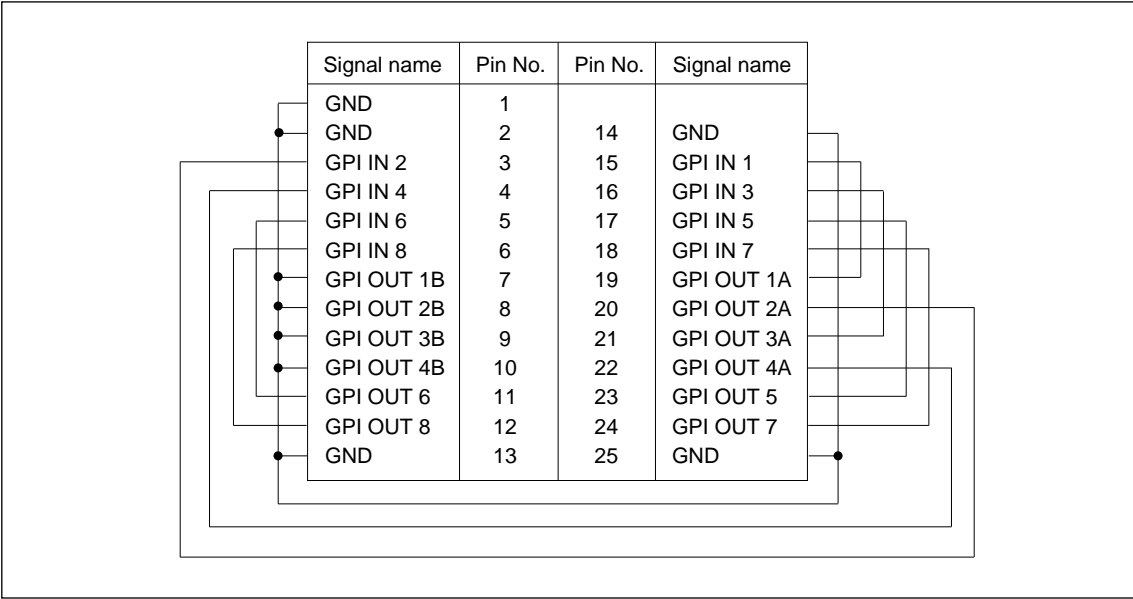 Signal name Pin No. Pin No. Signal name
GND 1
GND 2 14 GND
GPI IN 2 3 15 GPI IN 1
GPI IN 4 4 16 GPI IN 3
GPI IN 6 5 17 GPI IN 5
GPI IN 8 6 18 GPI IN 7
GPI OUT 1B 7 19 GPI OUT 1A
GPI OUT 2B 8 20 GPI OUT 2A
GPI OUT 3B 9 21 GPI OUT 3A
GPI OUT 4B 10 22 GPI OUT 4A
GPI OUT 6 11 23 GPI OUT 5
GPI OUT 8 12 24 GPI OUT 7
GND 13 25 GND